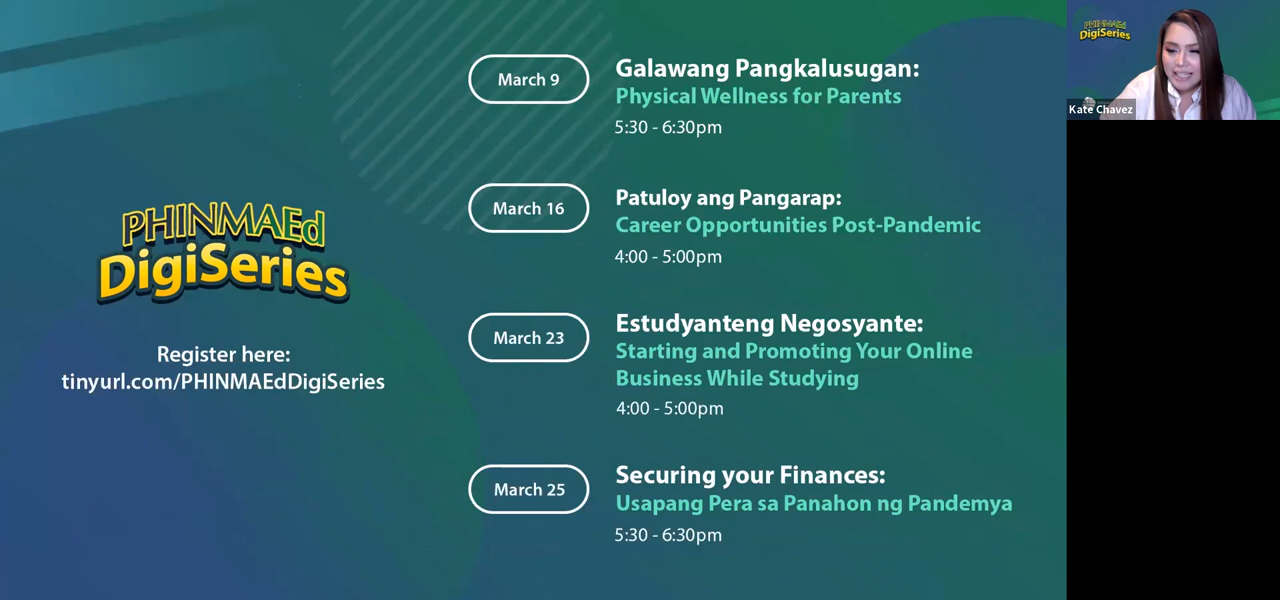 PHINMAEd
DigiSeries
Register here:
tinyurl.com/PHINMAEdDigiSeries
March 9
Galawang Pangkalusugan:
Physical Wellness for Parents
5:30 - 6:30pm
March 16
Patuloy ang Pangarap:
Career Opportunities Post-Pandemic
4:00 - 5:00pm
March 23
Estudyanteng Negosyante:
Starting and Promoting Your Online
Business While Studying
4:00 - 5:00pm
March 25
Securing your Finances:
Usapang Pera sa Panahon ng Pandemya
5:30 - 6:30pm
PHINMAEd
DigiSeries
Kate Chavez